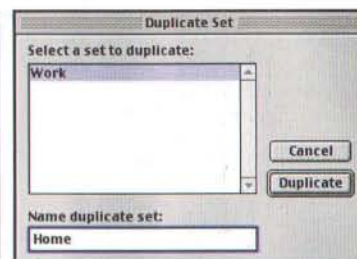 Duplicate Set
Select a set to duplicate:
Work
Cancel
Duplicate
Name duplicate set:
Home